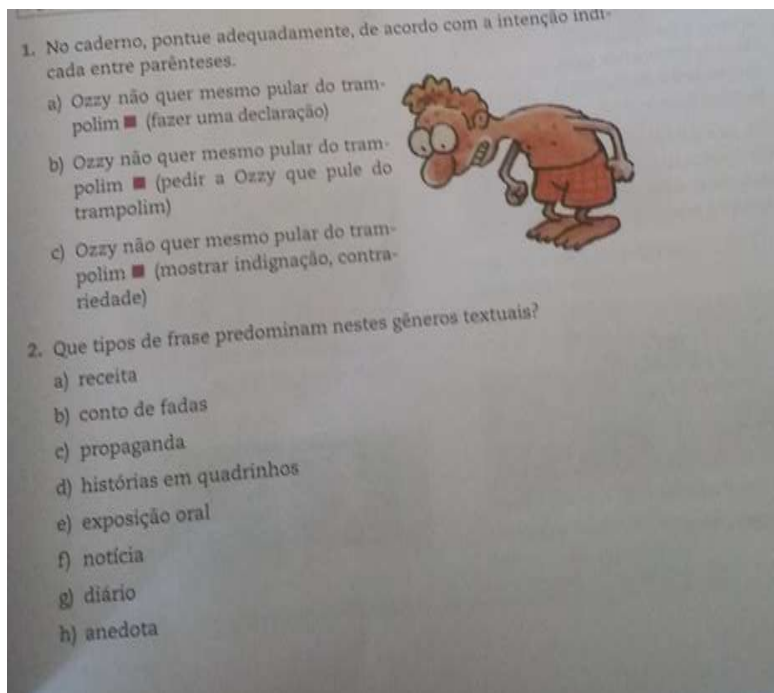 1. No caderno, pontue adequadamente, de acordo com a intenção indi-
cada entre parênteses.
a) Ozzy não quer mesmo pular do tram-
polim ■ (fazer uma declaração)
b) Ozzy não quer mesmo pular do tram-
polim ■ (pedir a Ozzy que pule do
trampolim)
c) Ozzy não quer mesmo pular do tram-
polim ■ (mostrar indignação, contra-
riedade)
2. Que tipos de frase predominam nestes gêneros textuais?
a) receita
b) conto de fadas
c) propaganda
d) histórias em quadrinhos
e) exposição oral
f) notícia
g) diário
h) anedota